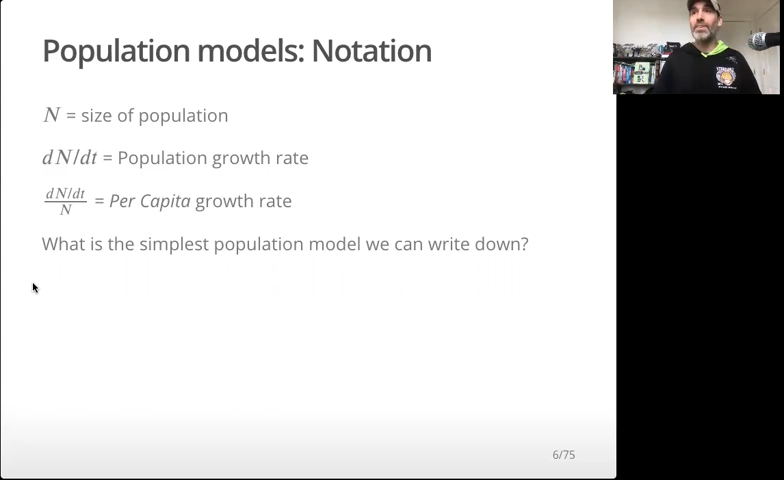 Population models: Notation
N = size of population
dN/dt = Population growth rate
dN/dt / N = Per Capita growth rate
What is the simplest population model we can write down?
6/75